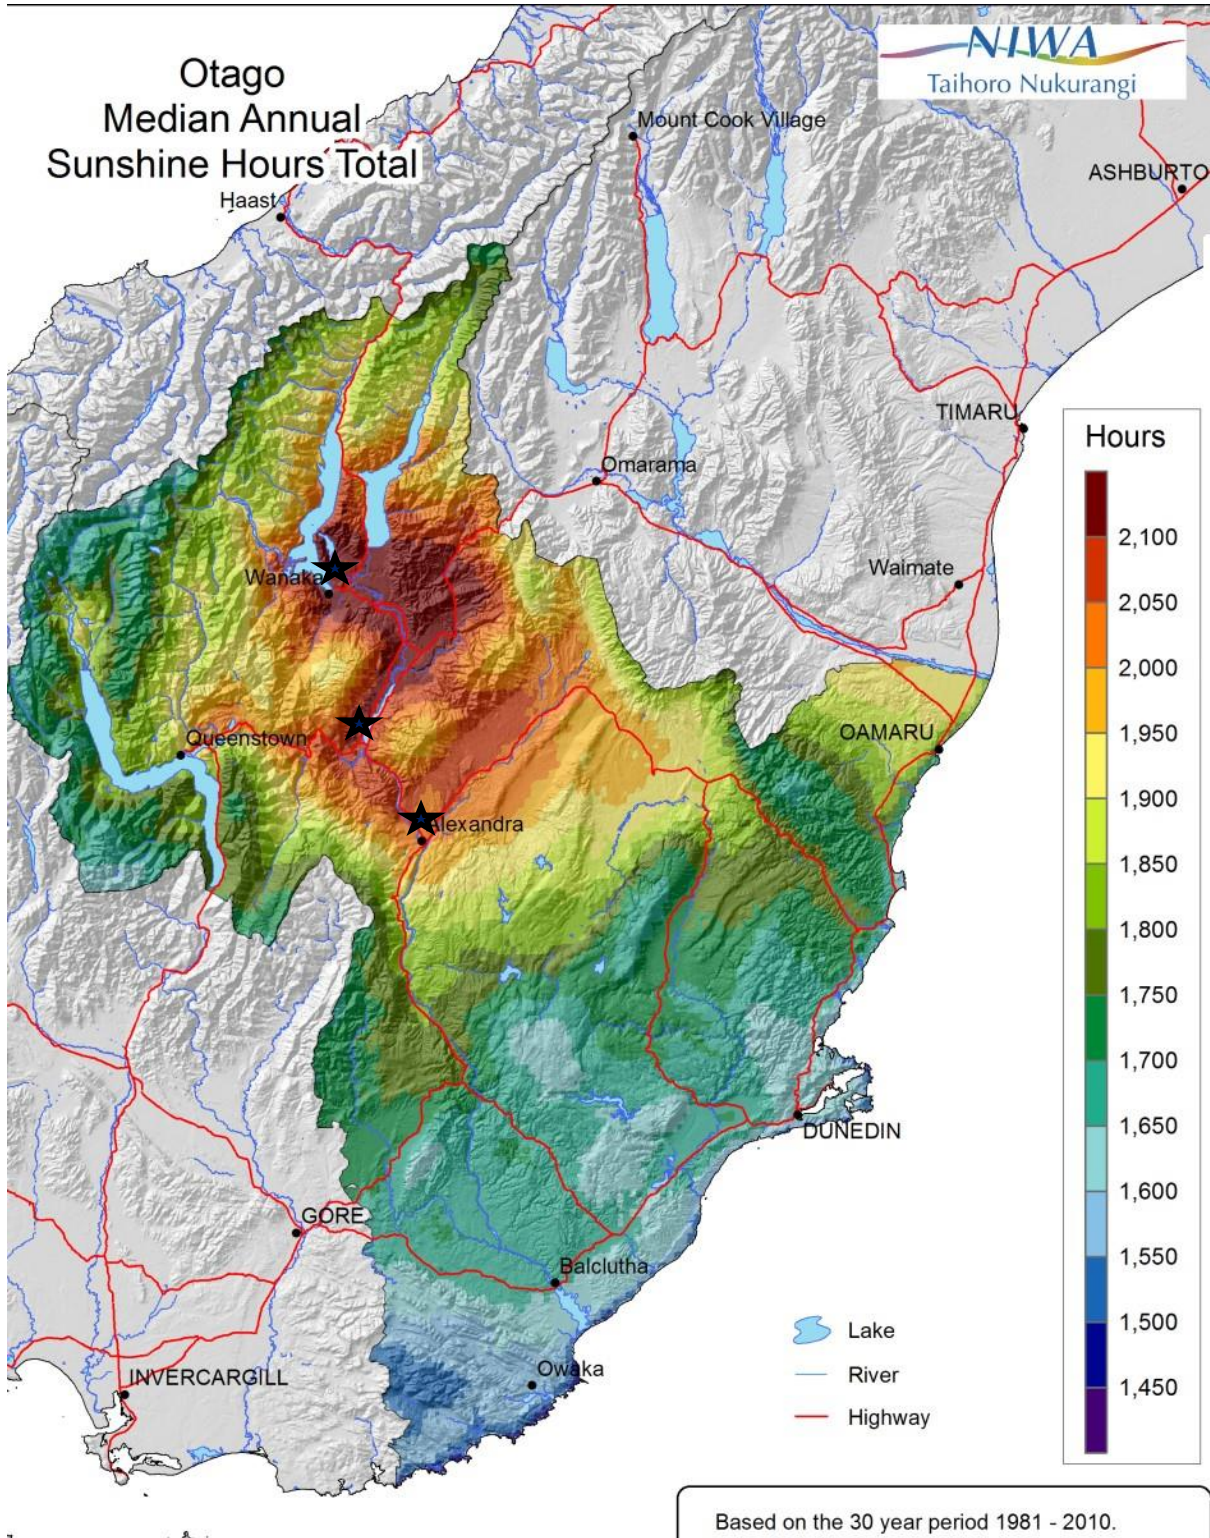 Otago
Median Annual
Sunshine Hours Total
NIWA
Taihoro Nukurangi
Mount Cook Village
ASHBURTO
Haast
TIMARU
Hours
Omarama
2,100
Waimate
Wanaka
2,050
2,000
OAMARU
1,950
Queenstown
1,900
Alexandra
1,850
1,800
1,750
1,700
1,650
DUNEDIN
1,600
GORE
1,550
Balclutha
1,500
Lake
1,450
River
Owaka
INVERCARGILL
Highway
Based on the 30 year period 1981 - 2010.